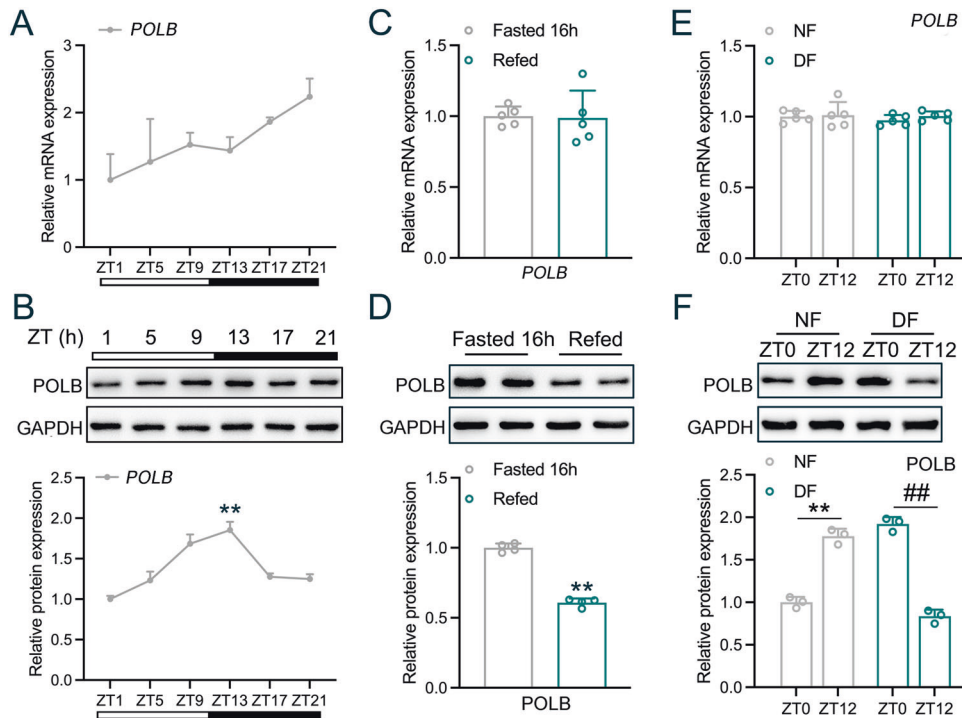 A
POLB
Relative mRNA expression
3
2
1
0
ZT1 ZT5 ZT9 ZT13 ZT17 ZT21
B
ZT (h) 1 5 9 13 17 21
POLB
GAPDH
POLB
Relative protein expression
2.5
2.0
1.5
1.0
0.5
0.0
**
ZT1 ZT5 ZT9 ZT13 ZT17 ZT21
C
Fasted 16h
Refed
Relative mRNA expression
1.5
1.0
0.5
0.0
POLB
D
Fasted 16h Refed
POLB
GAPDH
Fasted 16h
Refed
Relative protein expression
1.5
1.0
0.5
0.0
**
POLB
E
POLB
NF
DF
Relative mRNA expression
1.5
1.0
0.5
0.0
ZT0 ZT12 ZT0 ZT12
F
NF DF
ZT0 ZT12 ZT0 ZT12
POLB
GAPDH
NF
DF
POLB
Relative protein expression
2.5
2.0
1.5
1.0
0.5
0.0
** ##
ZT0 ZT12 ZT0 ZT12